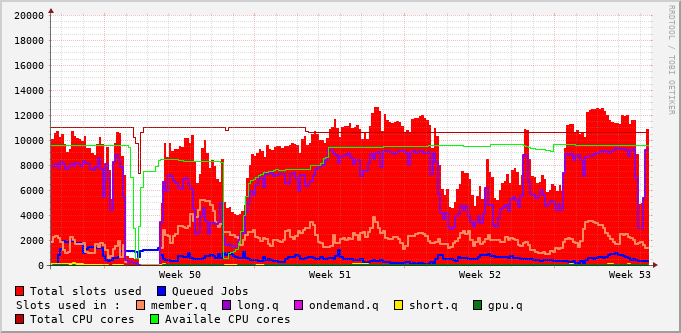 20000
18000
16000
14000
12000
10000
8000
6000
4000
2000
0
Week 50 Week 51 Week 52 Week 53
Total slots used Queued Jobs
Slots used in : member.q long.q ondemand.q short.q gpu.q
Total CPU cores Availale CPU cores
RRDTOOL / TOBI OETIKER